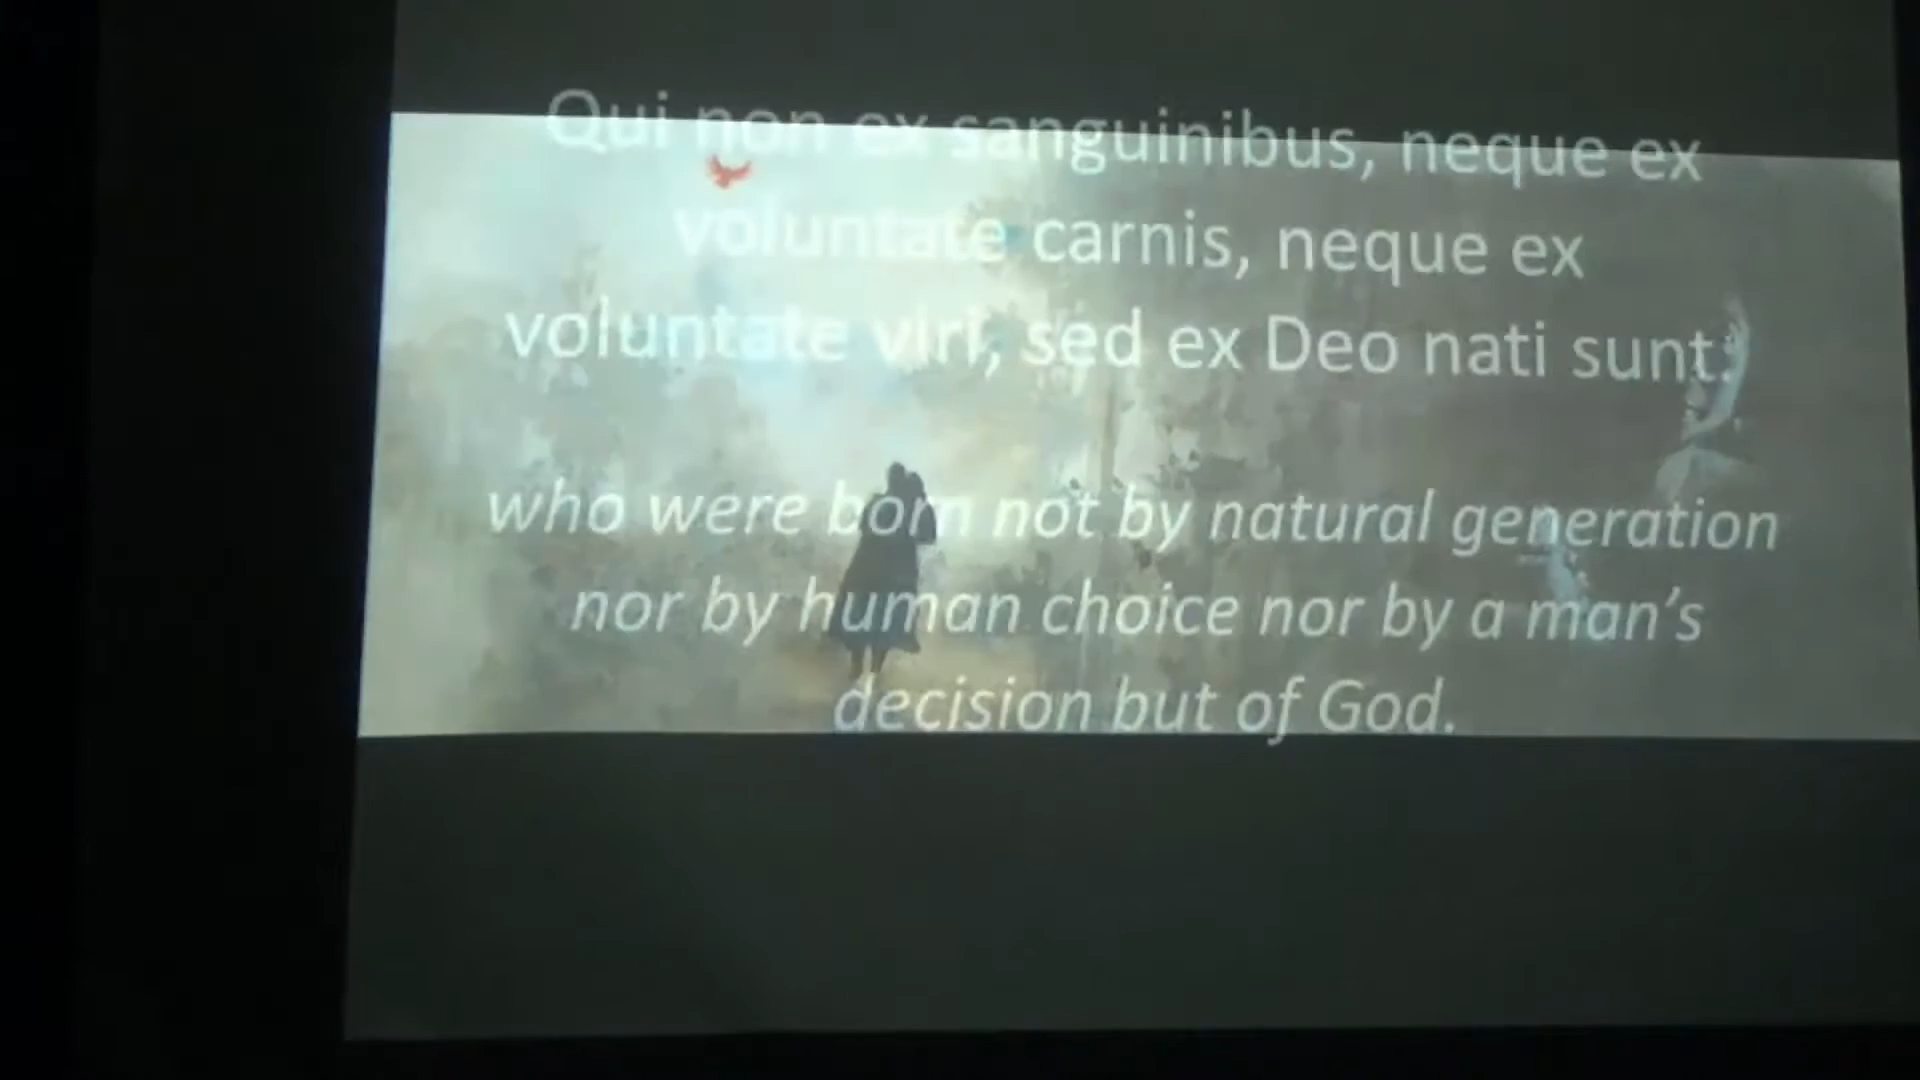 Qui non ex sanguinibus, neque ex
voluntate carnis, neque ex
voluntate viri, sed ex Deo nati sunt.
who were born not by natural generation
nor by human choice nor by a man’s
decision but of God.